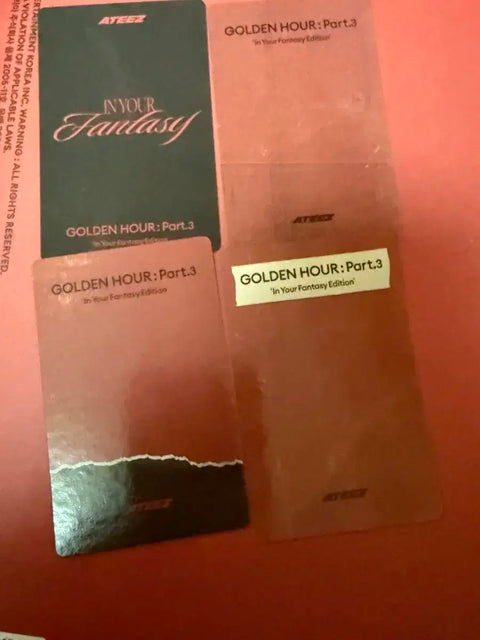 ERTAINMENT KOREA INC. WARNING : ALL RIGHTS RESERVED.
VIOLATION OF APPLICABLE LAWS.
ATEEZ
IN YOUR
Fantasy
GOLDEN HOUR : Part.3
'In Your Fantasy Edition'
GOLDEN HOUR : Part.3
'In Your Fantasy Edition'
ATEEZ
GOLDEN HOUR : Part.3
'In Your Fantasy Edition'
ATEEZ
GOLDEN HOUR : Part.3
'In Your Fantasy Edition'
ATEEZ